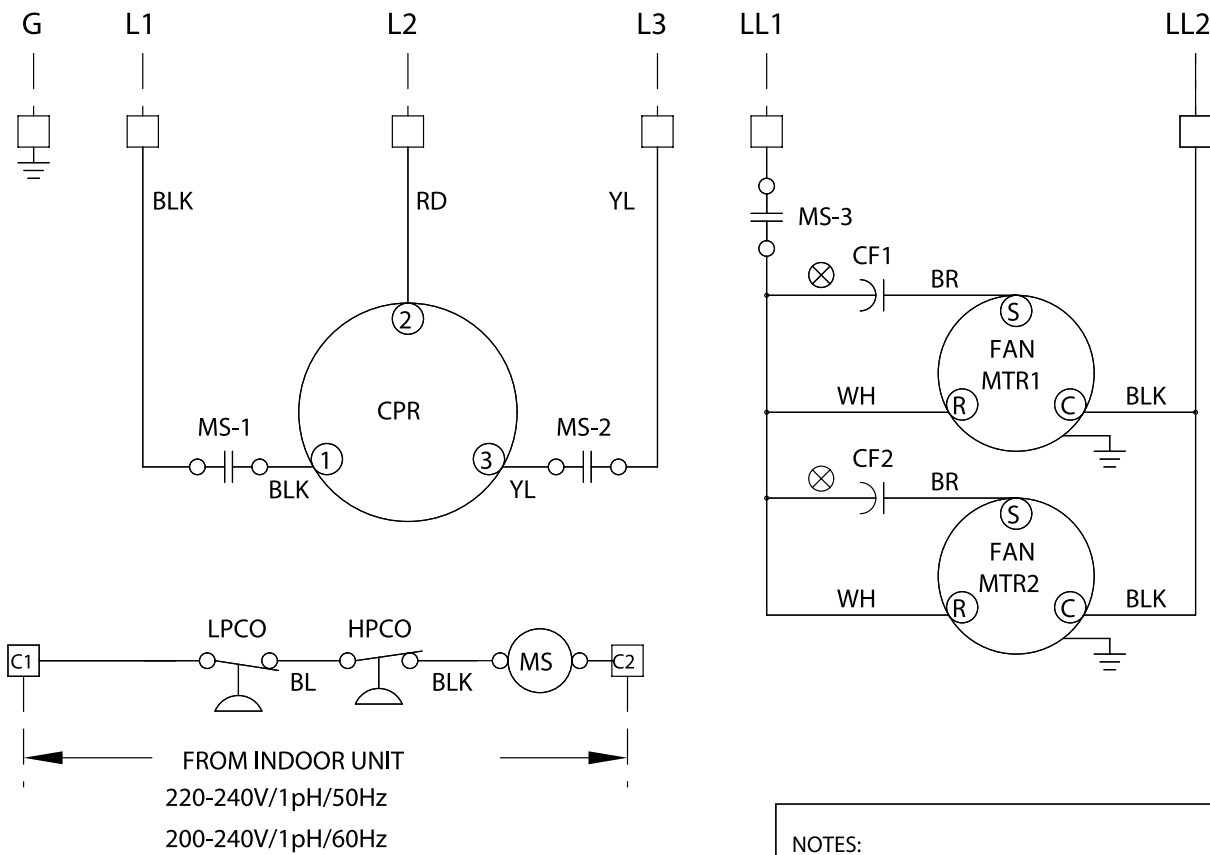 G L1 L2 L3 LL1 LL2
BLK RD YL
MS-3
CF1
BR
2
S
FAN
MTR1
CPR
WH R C BLK
MS-1 MS-2
1 3
BLK YL
CF2
BR
S
FAN
MTR2
WH R C BLK
LPCO HPCO
C1 MS C2
BL BLK
FROM INDOOR UNIT
220-240V/1pH/50Hz
200-240V/1pH/60Hz
NOTES: